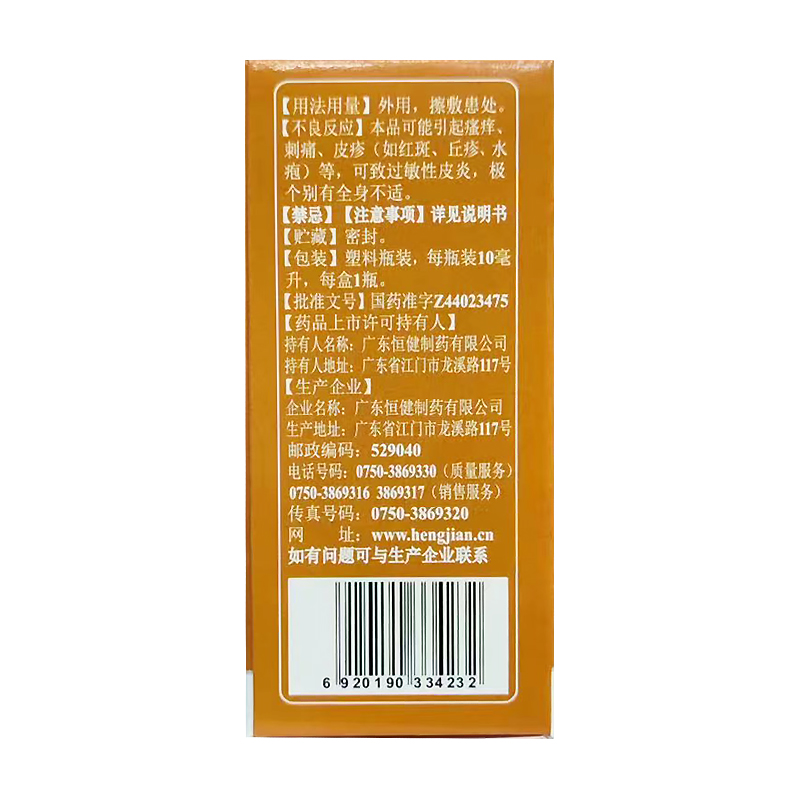 【用法用量】外用，擦敷患处。
【不良反应】本品可能引起瘙痒、
刺痛、皮疹（如红斑、丘疹、水
疱）等，可致过敏性皮炎，极
个别有全身不适。
【禁忌】【注意事项】详见说明书
【贮藏】密封。
【包装】塑料瓶装，每瓶装10毫
升，每盒1瓶。
【批准文号】国药准字Z44023475
【药品上市许可持有人】
持有人名称：广东恒健制药有限公司
持有人地址：广东省江门市龙溪路117号
【生产企业】
企业名称：广东恒健制药有限公司
生产地址：广东省江门市龙溪路117号
邮政编码：529040
电话号码：0750-3869330（质量服务）
0750-3869316 3869317（销售服务）
传真号码：0750-3869320
网 址：www.hengjian.cn
如有问题可与生产企业联系
6 920190 334232